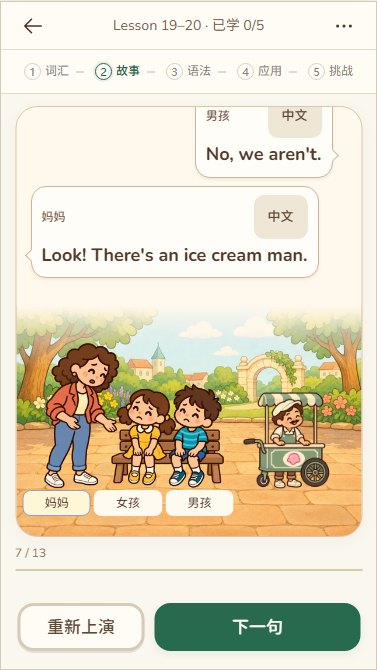 Lesson 19–20 · 已学 0/5
1 词汇 2 故事 3 语法 4 应用 5 挑战
男孩 中文
No, we aren't.
妈妈 中文
Look! There's an ice cream man.
妈妈 女孩 男孩
7 / 13
重新上演 下一句